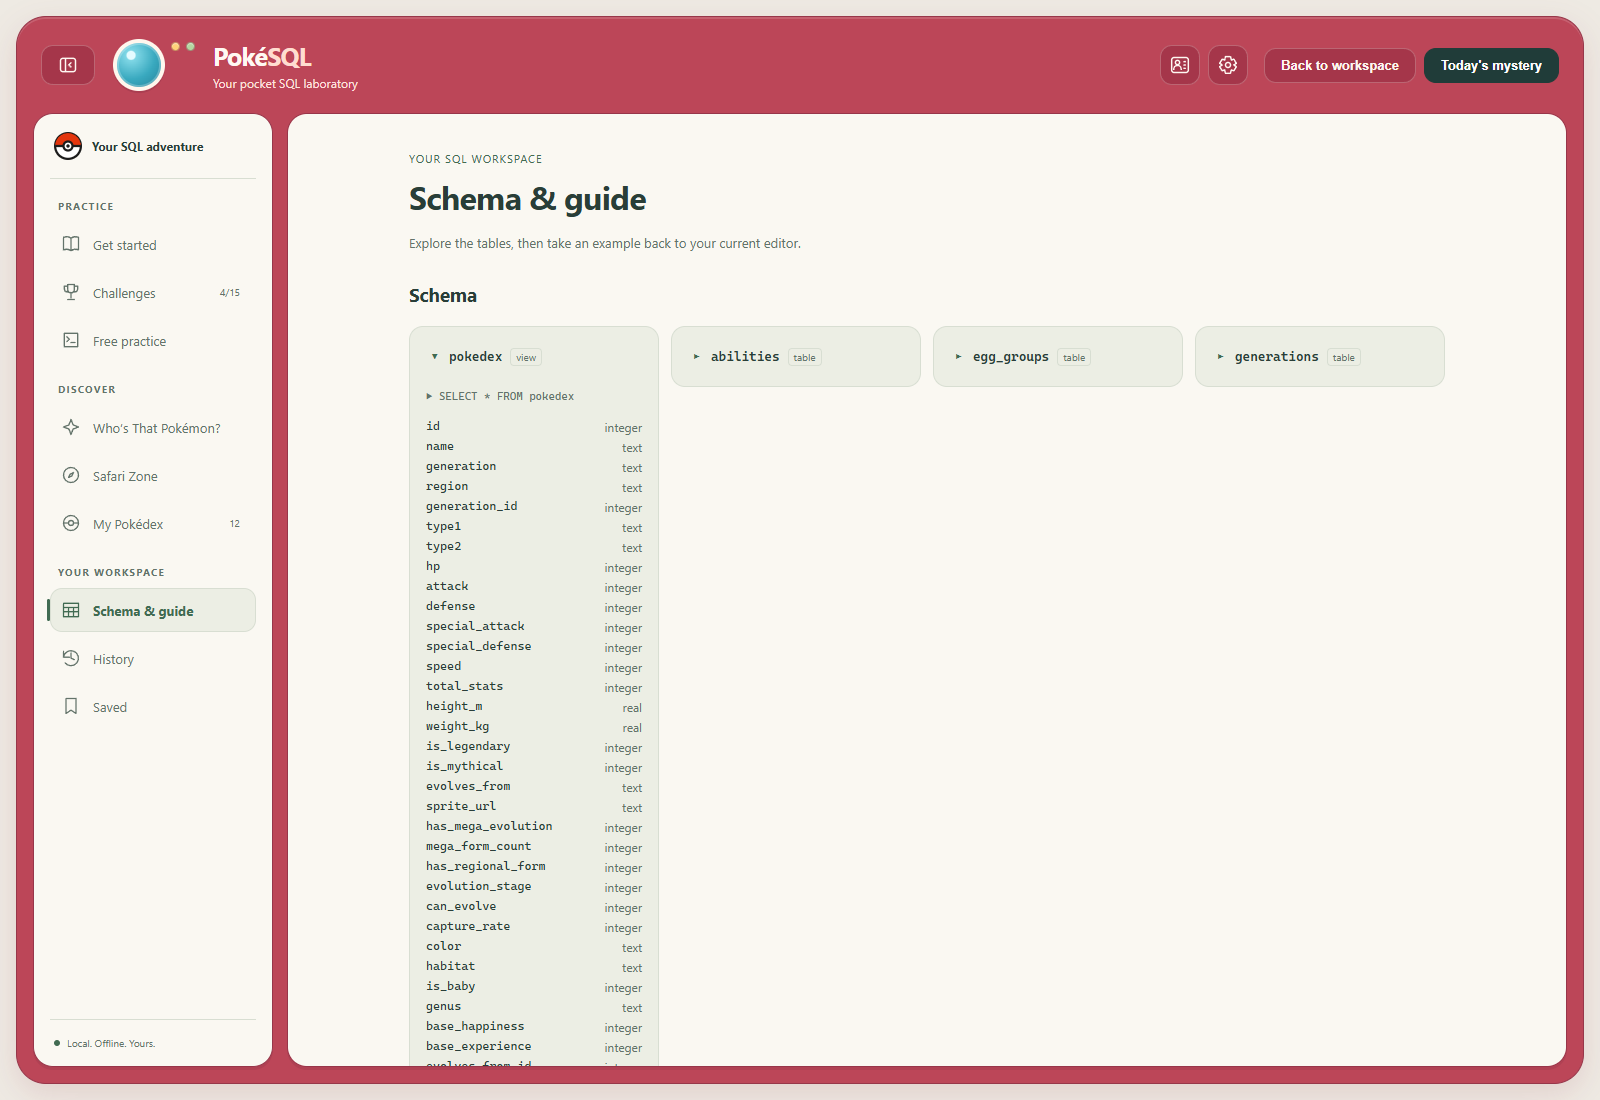 PokéSQL
Your pocket SQL laboratory
Back to workspace
Today's mystery
Your SQL adventure
PRACTICE
Get started
Challenges 4/15
Free practice
DISCOVER
Who's That Pokémon?
Safari Zone
My Pokédex 12
YOUR WORKSPACE
Schema & guide
History
Saved
Local. Offline. Yours.
YOUR SQL WORKSPACE
Schema & guide
Explore the tables, then take an example back to your current editor.
Schema
pokedex view
SELECT * FROM pokedex
id integer
name text
generation text
region text
generation_id integer
type1 text
type2 text
hp integer
attack integer
defense integer
special_attack integer
special_defense integer
speed integer
total_stats integer
height_m real
weight_kg real
is_legendary integer
is_mythical integer
evolves_from text
sprite_url text
has_mega_evolution integer
mega_form_count integer
has_regional_form integer
evolution_stage integer
can_evolve integer
capture_rate integer
color text
habitat text
is_baby integer
genus text
base_happiness integer
base_experience integer
abilities table
egg_groups table
generations table